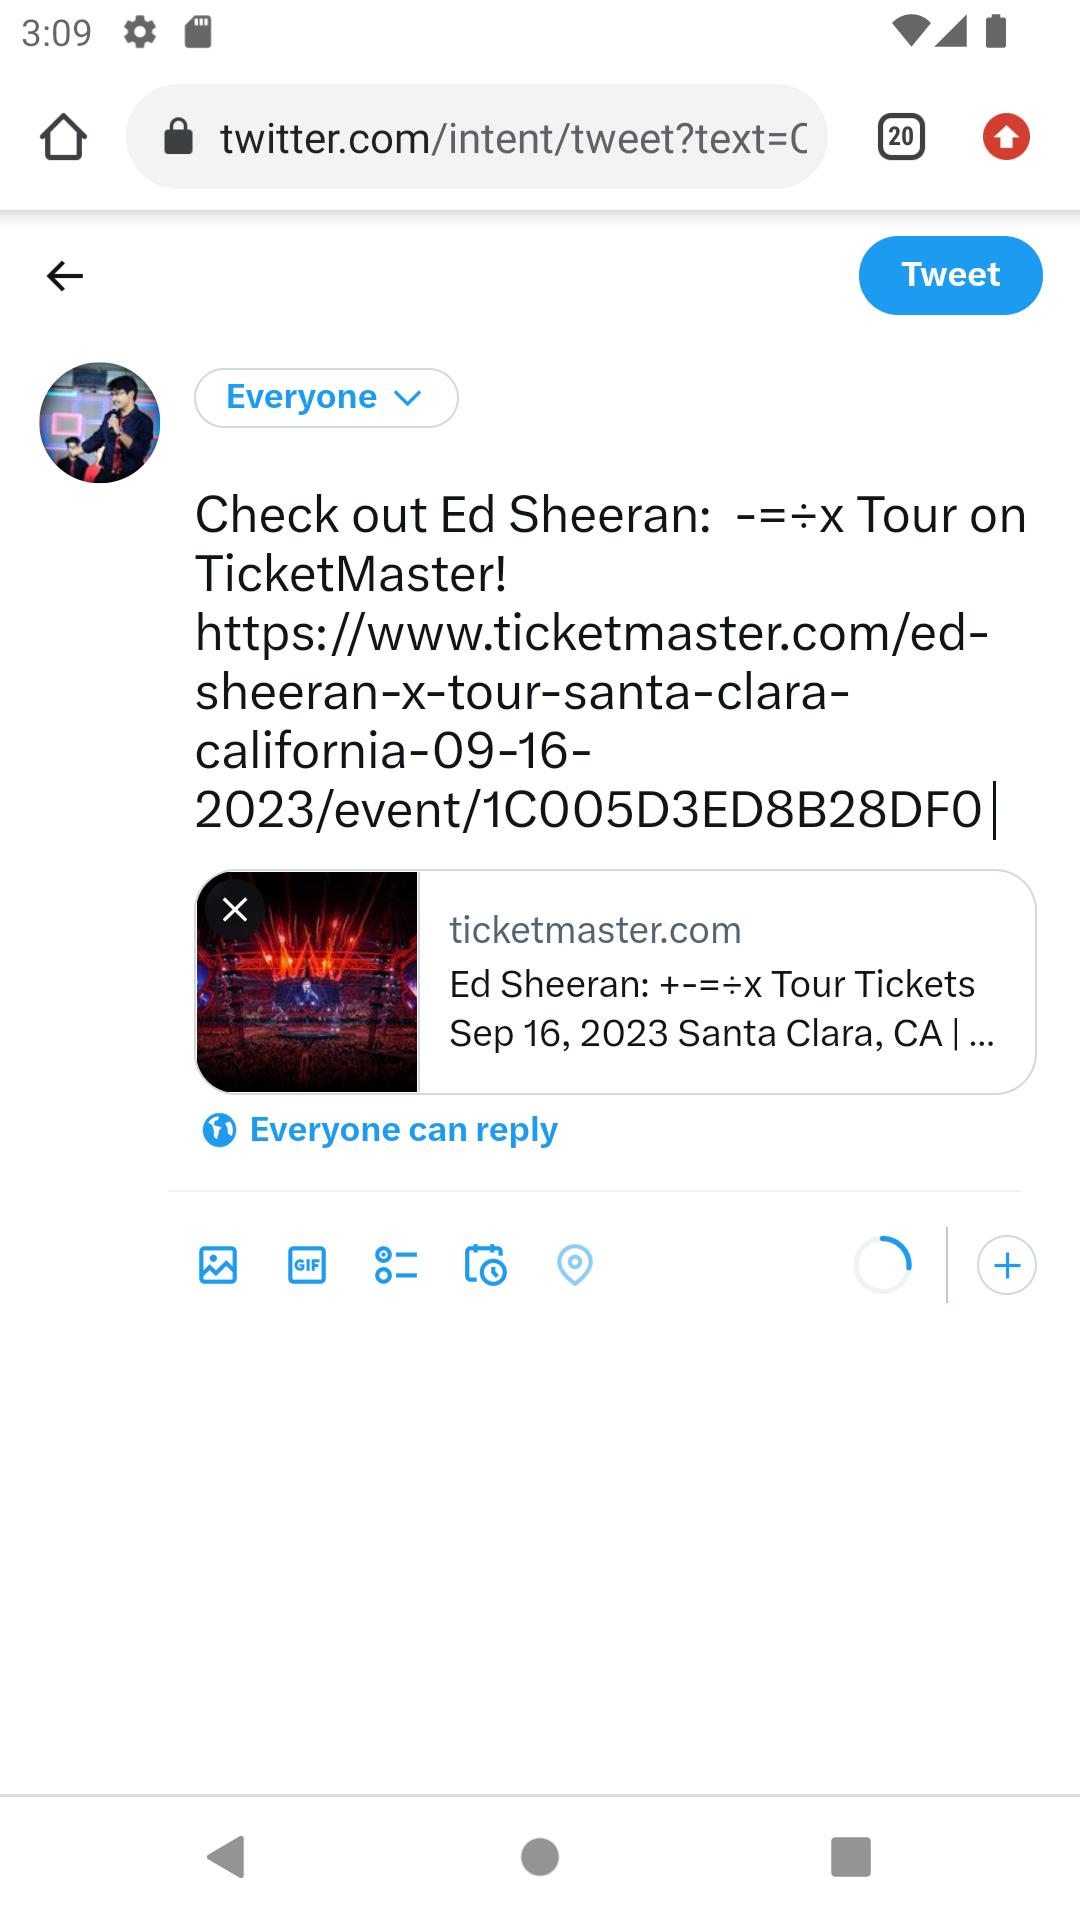 3:09
twitter.com/intent/tweet?text=C
20
Tweet
Everyone
Check out Ed Sheeran:  -=÷x Tour on
TicketMaster!
https://www.ticketmaster.com/ed-
sheeran-x-tour-santa-clara-
california-09-16-
2023/event/1C005D3ED8B28DF0
ticketmaster.com
Ed Sheeran: +-=÷x Tour Tickets
Sep 16, 2023 Santa Clara, CA | ...
Everyone can reply
GIF